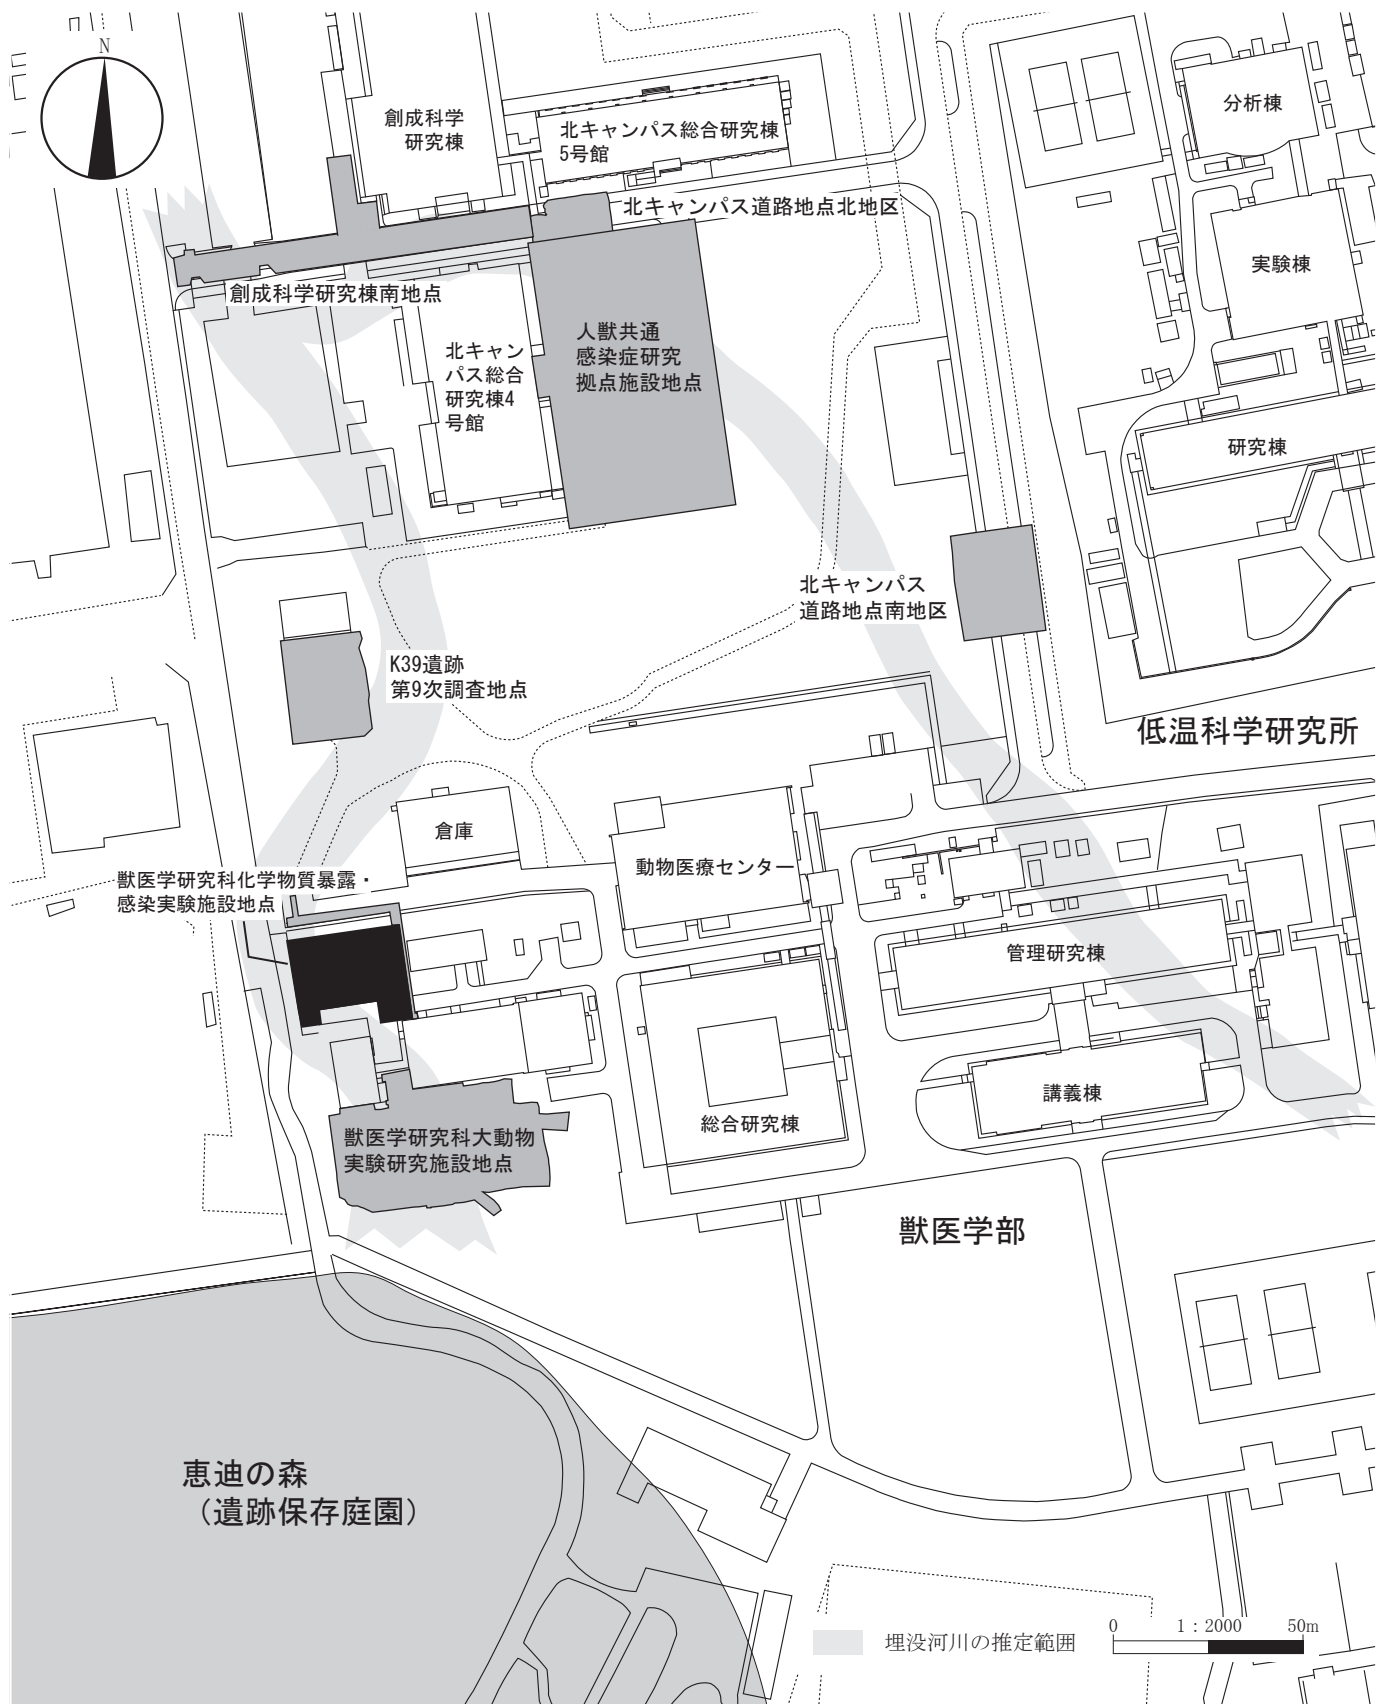 N
創成科学
研究棟
北キャンパス総合研究棟
5号館
分析棟
北キャンパス道路地点北地区
実験棟
創成科学研究棟南地点
人獣共通
感染症研究
拠点施設地点
北キャン
パス総合
研究棟4
号館
研究棟
北キャンパス
道路地点南地区
K39遺跡
第9次調査地点
低温科学研究所
倉庫
動物医療センター
獣医学研究科化学物質暴露・
感染実験施設地点
管理研究棟
講義棟
総合研究棟
獣医学研究科大動物
実験研究施設地点
獣医学部
恵迪の森
（遺跡保存庭園）
埋没河川の推定範囲
0 1：2000 50m